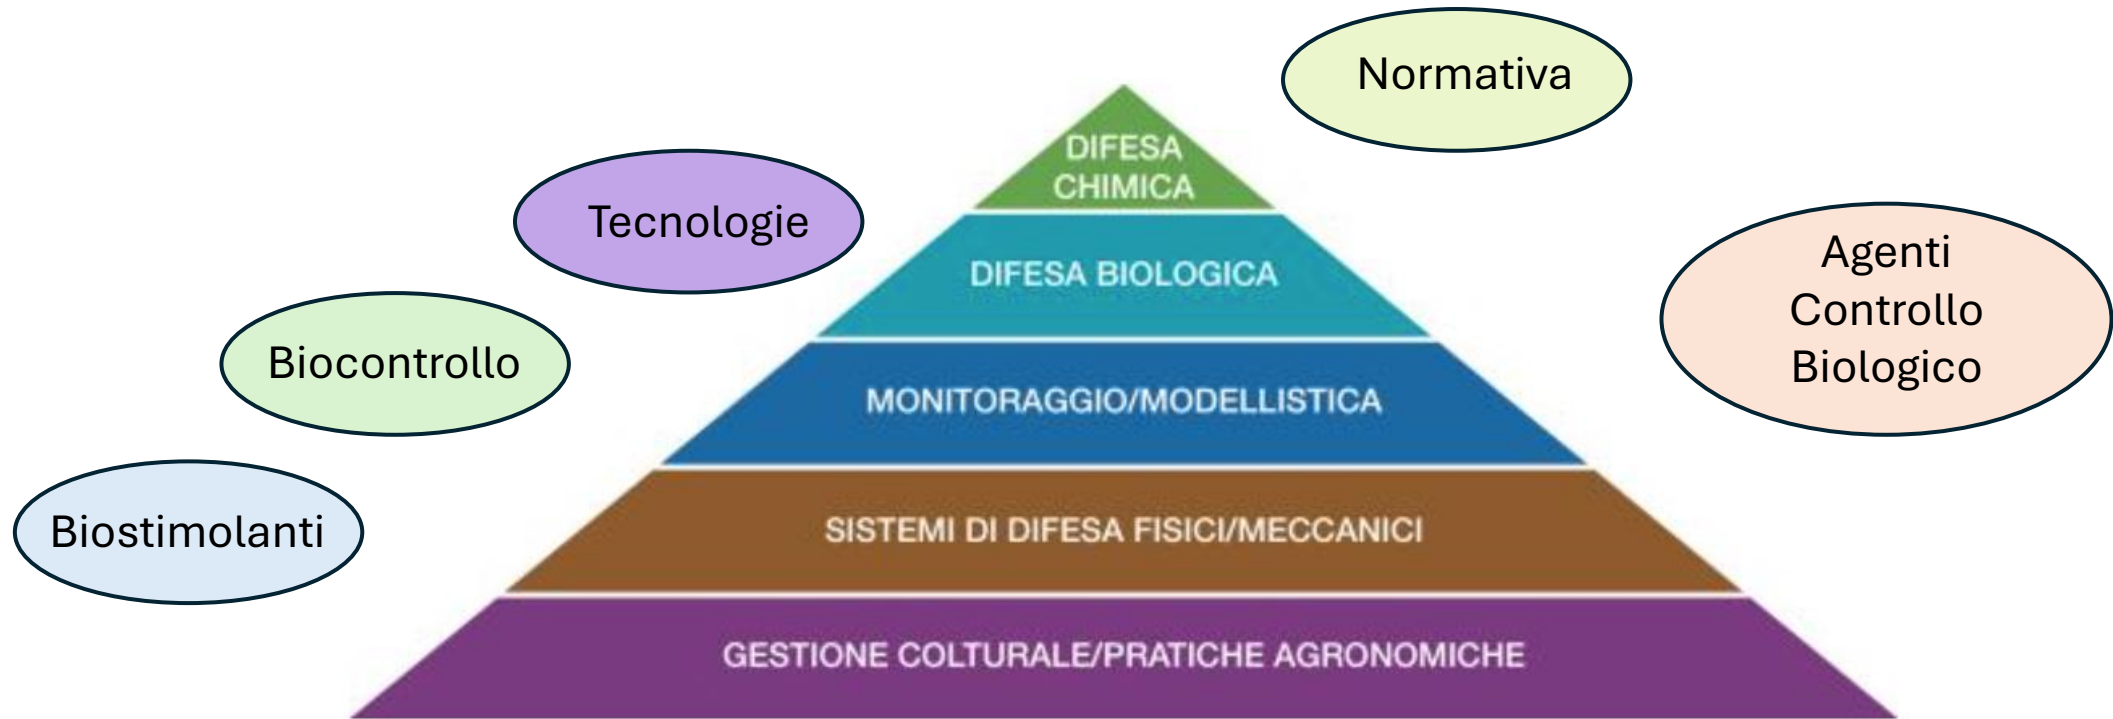 Normativa
DIFESA
CHIMICA
Tecnologie
Agenti
Controllo
Biologico
DIFESA BIOLOGICA
Biocontrollo
MONITORAGGIO/MODELLISTICA
Biostimolanti
SISTEMI DI DIFESA FISICI/MECCANICI
GESTIONE COLTURALE/PRATICHE AGRONOMICHE